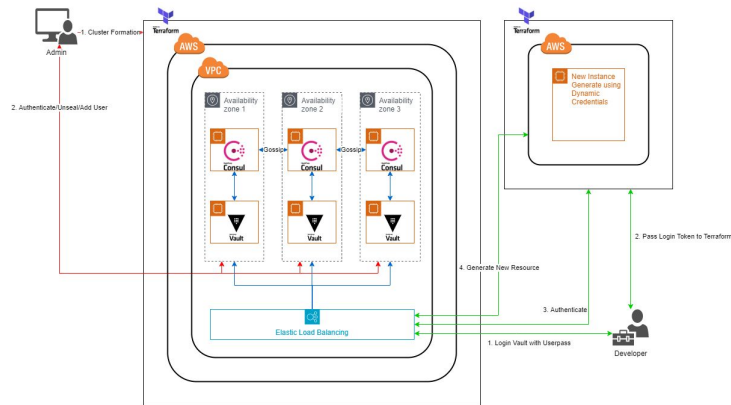 1. Cluster Formation
Admin
2. Authenticate/Unseal/Add User
Terraform
AWS
VPC
Availability
zone 1
Availability
zone 2
Availability
zone 3
Consul
Gossip
Consul
Gossip
Consul
Vault
Vault
Vault
Elastic Load Balancing
Terraform
AWS
New Instance
Generate using
Dynamic
Credentials
2. Pass Login Token to Terraform
4. Generate New Resource
3. Authenticate
1. Login Vault with Userpass
Developer